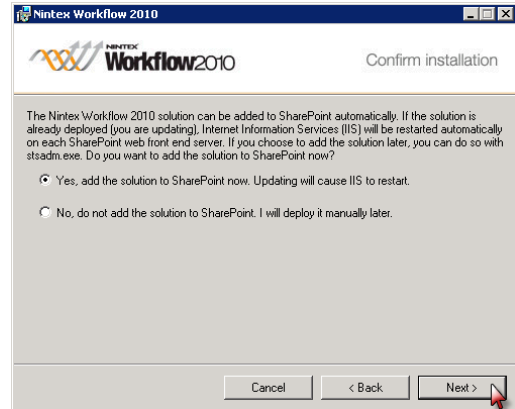 Nintex Workflow 2010
NINTEX
Workflow2010
Confirm installation
The Nintex Workflow 2010 solution can be added to SharePoint automatically. If the solution is
already deployed (you are updating), Internet Information Services (IIS) will be restarted automatically
on each SharePoint web front end server. If you choose to add the solution later, you can do so with
stsadm.exe. Do you want to add the solution to SharePoint now?
Yes, add the solution to SharePoint now. Updating will cause IIS to restart.
No, do not add the solution to SharePoint. I will deploy it manually later.
Cancel
< Back
Next >